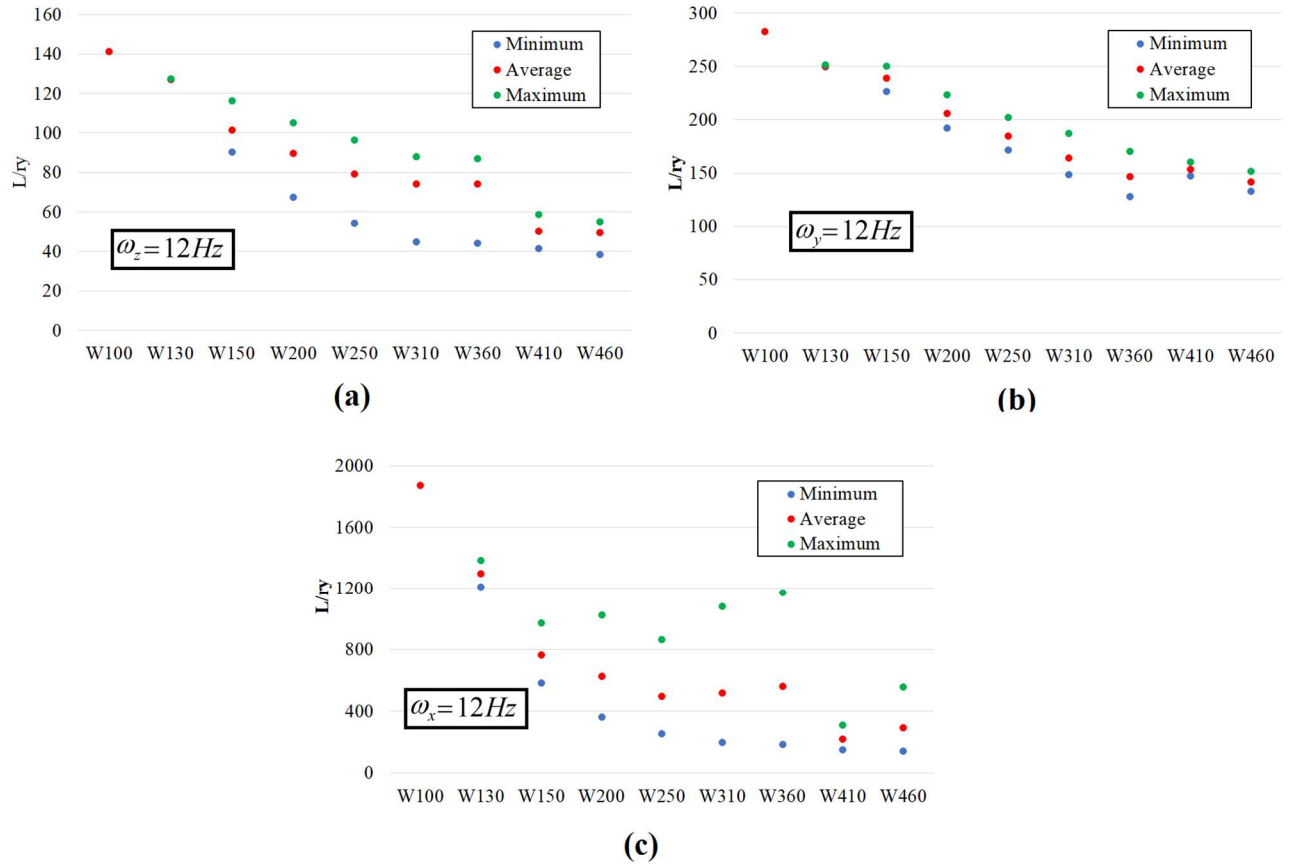 160
140
120
100
80
60
40
20
0
L/ry
Minimum
Average
Maximum
ω_z = 12Hz
W100 W130 W150 W200 W250 W310 W360 W410 W460
(a)
300
250
200
150
100
50
0
L/ry
Minimum
Average
Maximum
ω_y = 12Hz
W100 W130 W150 W200 W250 W310 W360 W410 W460
(b)
2000
1600
1200
800
400
0
L/ry
Minimum
Average
Maximum
ω_x = 12Hz
W100 W130 W150 W200 W250 W310 W360 W410 W460
(c)